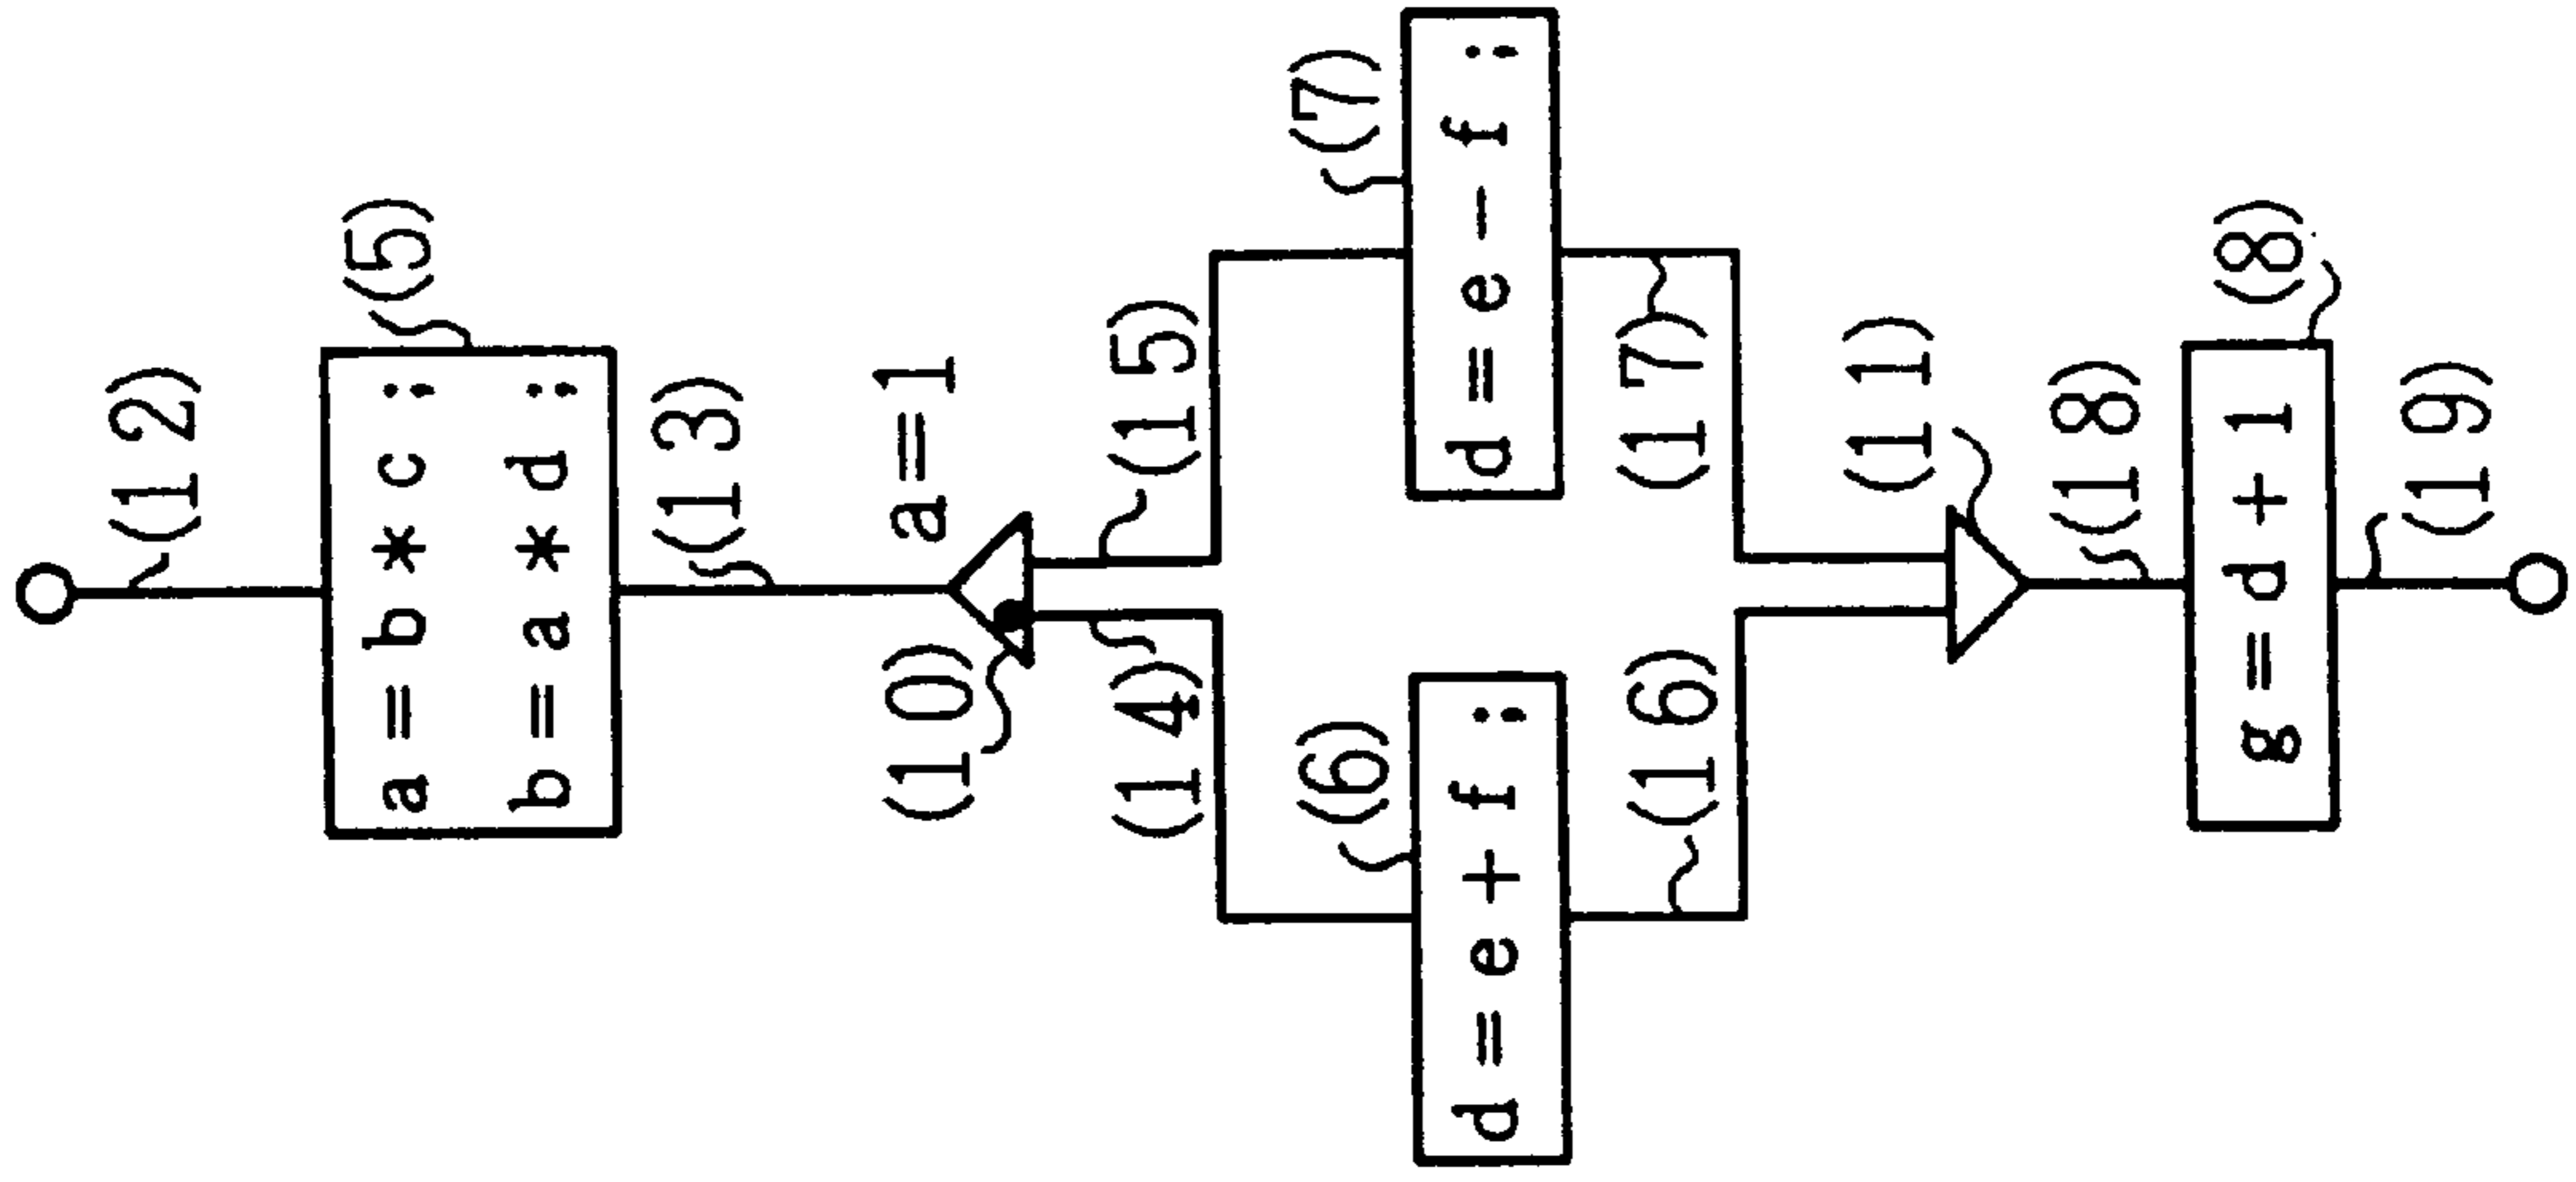 (12)
a = b * c ; (5)
b = a * d ;
(13)
(10) a=1
(14) (15)
(6) (7)
d = e + f ; d = e - f ;
(16) (17)
(11)
(18)
g = d + 1 (8)
(19)